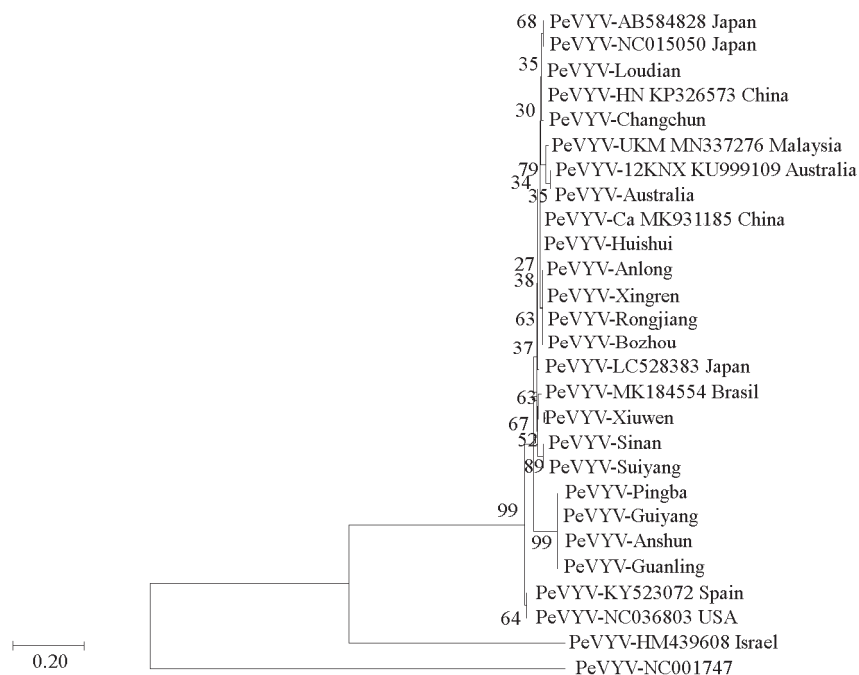 68 PeVYV-AB584828 Japan
PeVYV-NC015050 Japan
35
PeVYV-Loudian
PeVYV-HN KP326573 China
30
PeVYV-Changchun
PeVYV-UKM MN337276 Malaysia
79 PeVYV-12KNX KU999109 Australia
34
35 PeVYV-Australia
PeVYV-Ca MK931185 China
PeVYV-Huishui
27
PeVYV-Anlong
38
PeVYV-Xingren
63 PeVYV-Rongjiang
PeVYV-Bozhou
37
PeVYV-LC528383 Japan
PeVYV-MK184554 Brasil
63
PeVYV-Xiuwen
67
52 PeVYV-Sinan
89 PeVYV-Suiyang
PeVYV-Pingba
99 PeVYV-Guiyang
99 PeVYV-Anshun
PeVYV-Guanling
PeVYV-KY523072 Spain
64 PeVYV-NC036803 USA
PeVYV-HM439608 Israel
0.20
PeVYV-NC001747